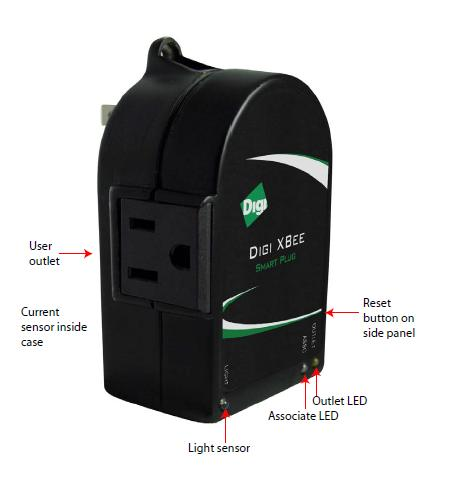 Digi
DIGI XBEE
SMART PLUG
User
outlet
Current
sensor inside
case
Reset
button on
side panel
LIGHT
ASSC
OUTLET
Outlet LED
Associate LED
Light sensor